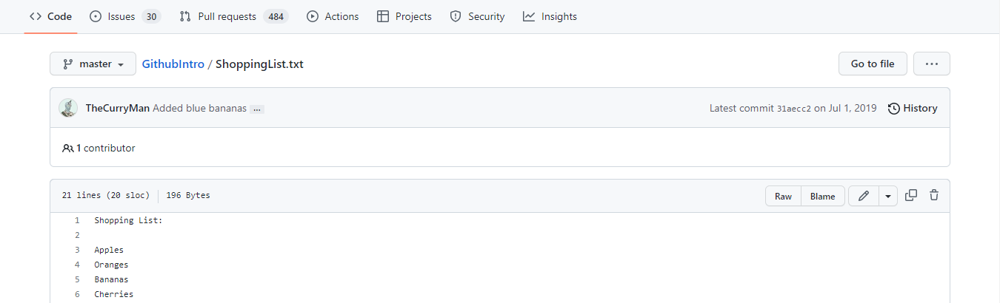 Code Issues 30 Pull requests 484 Actions Projects Security Insights
master GithubIntro / ShoppingList.txt Go to file ...
TheCurryMan Added blue bananas ... Latest commit 31aecc2 on Jul 1, 2019 History
1 contributor
21 lines (20 sloc) 196 Bytes Raw Blame
1 Shopping List:
2
3 Apples
4 Oranges
5 Bananas
6 Cherries